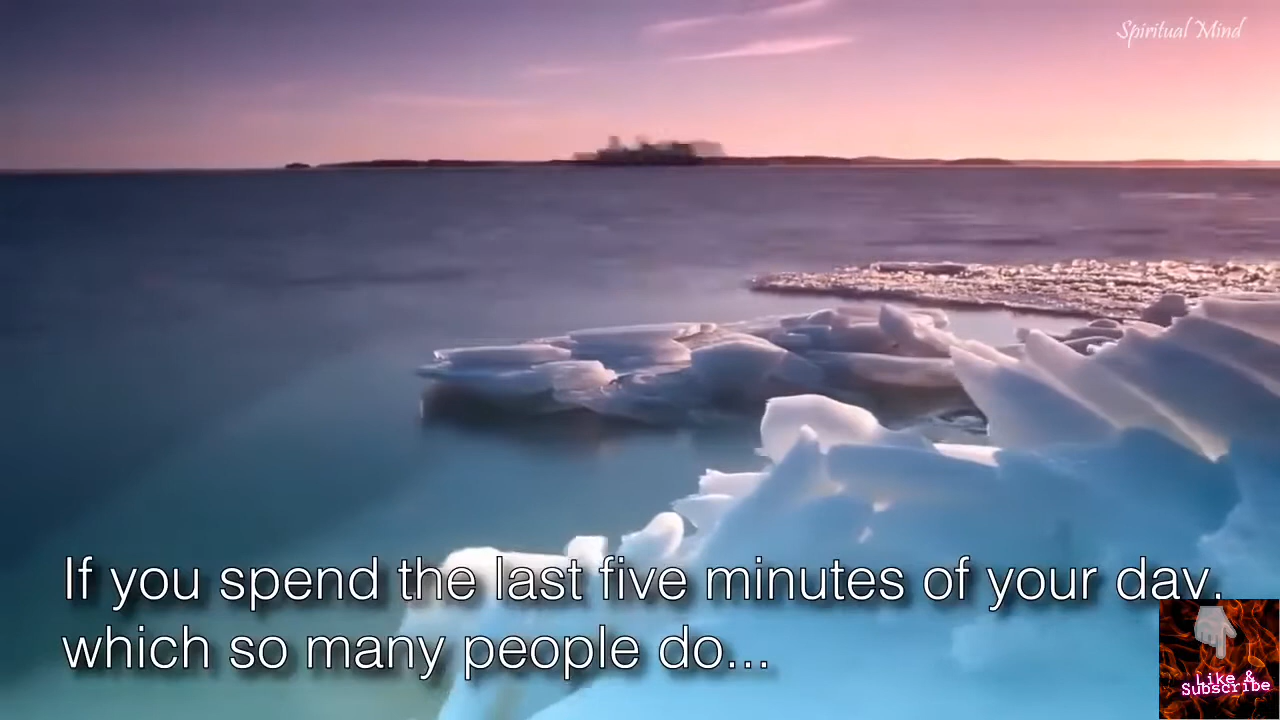 Spiritual Mind
If you spend the last five minutes of your day,
which so many people do...
Like &
Subscribe